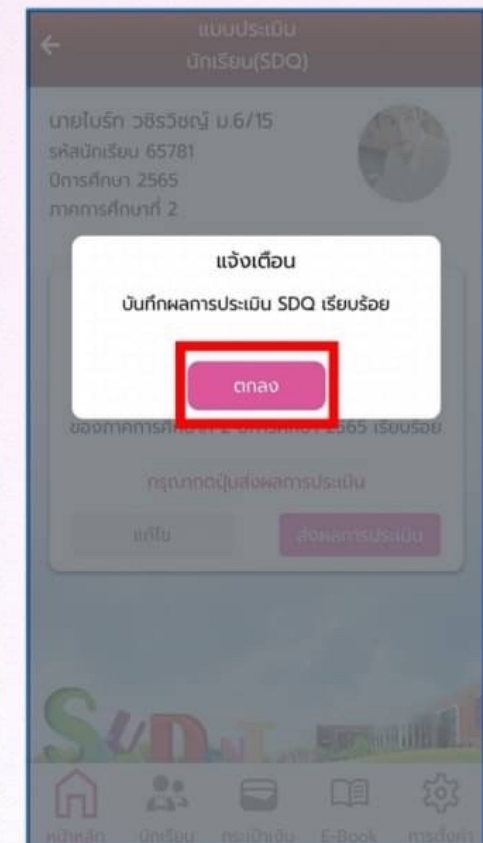 แบบประเมิน
นักเรียน(SDQ)
นายไบร์ท วชิรวิชญ์ ม.6/15
รหัสนักเรียน 65781
ปีการศึกษา 2565
ภาคการศึกษาที่ 2
แจ้งเตือน
บันทึกผลการประเมิน SDQ เรียบร้อย
ตกลง
ของภาคการศึกษาที่ 2 ปีการศึกษา 2565 เรียบร้อย
กรุณากดปุ่มส่งผลการประเมิน
แก้ไข
ส่งผลการประเมิน
หน้าหลัก
นักเรียน
กระเป๋าเงิน
E-Book
การตั้งค่า